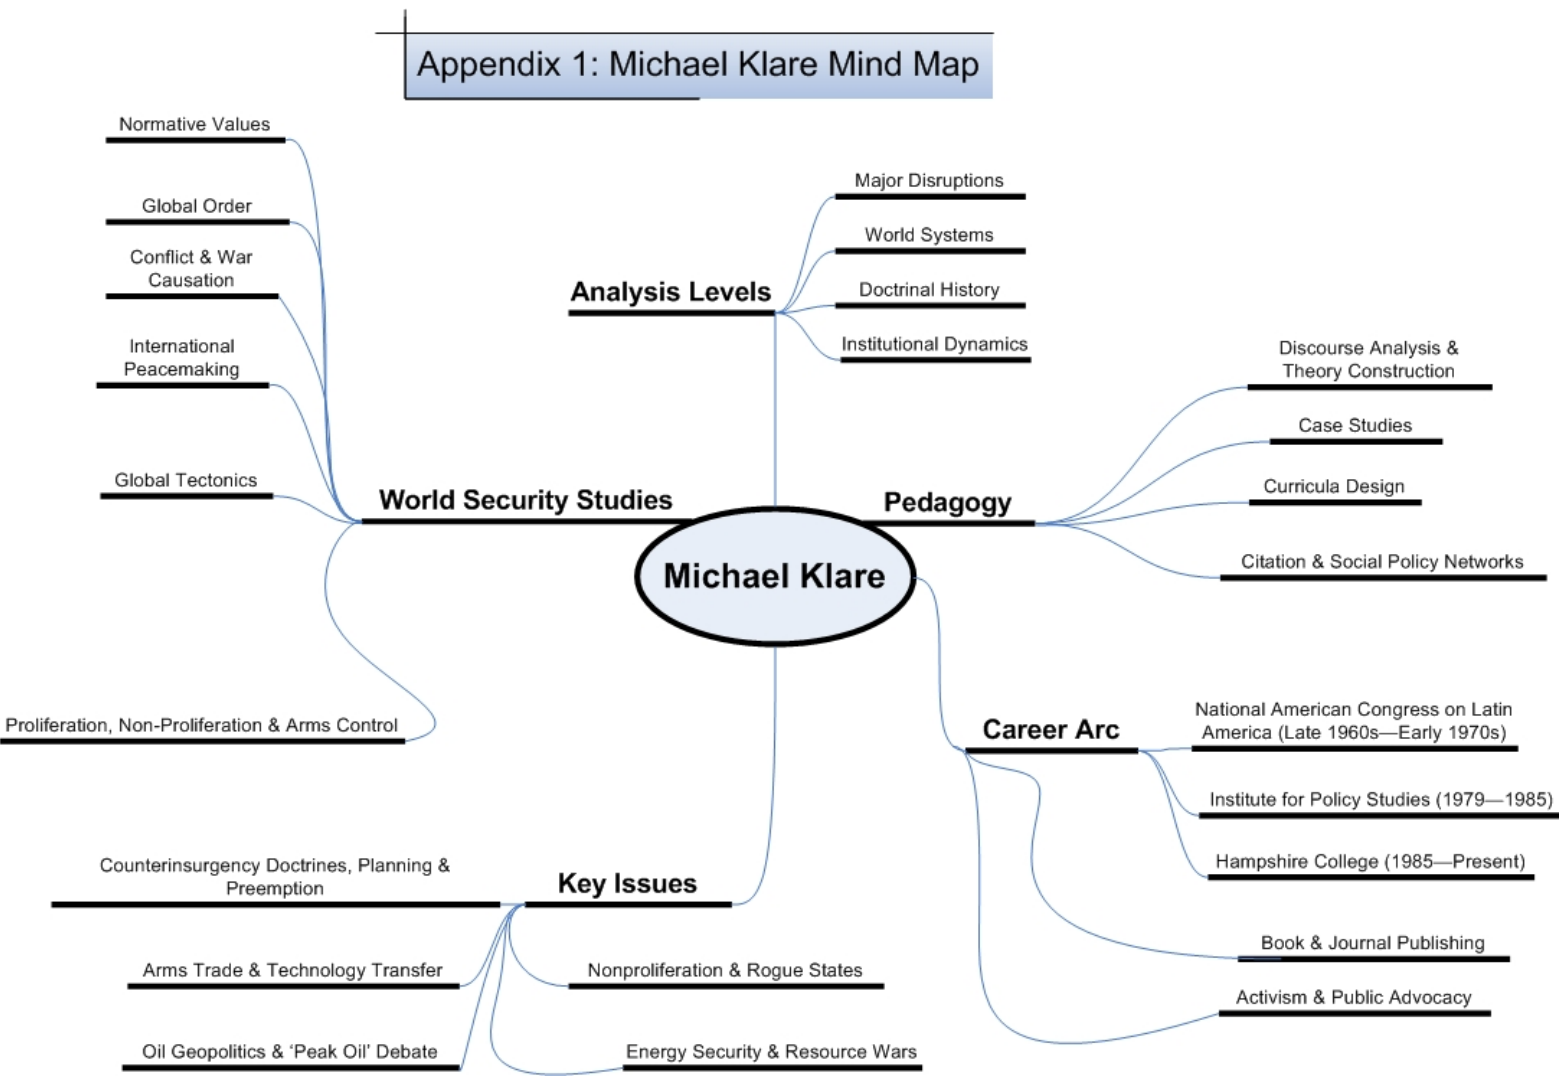 Appendix 1: Michael Klare Mind Map
Normative Values
Global Order
Conflict & War
Causation
International
Peacemaking
Global Tectonics
World Security Studies
Proliferation, Non-Proliferation & Arms Control
Analysis Levels
Major Disruptions
World Systems
Doctrinal History
Institutional Dynamics
Pedagogy
Discourse Analysis &
Theory Construction
Case Studies
Curricula Design
Citation & Social Policy Networks
Michael Klare
Career Arc
National American Congress on Latin
America (Late 1960s—Early 1970s)
Institute for Policy Studies (1979—1985)
Hampshire College (1985—Present)
Book & Journal Publishing
Activism & Public Advocacy
Key Issues
Counterinsurgency Doctrines, Planning &
Preemption
Arms Trade & Technology Transfer
Nonproliferation & Rogue States
Oil Geopolitics & ‘Peak Oil’ Debate
Energy Security & Resource Wars